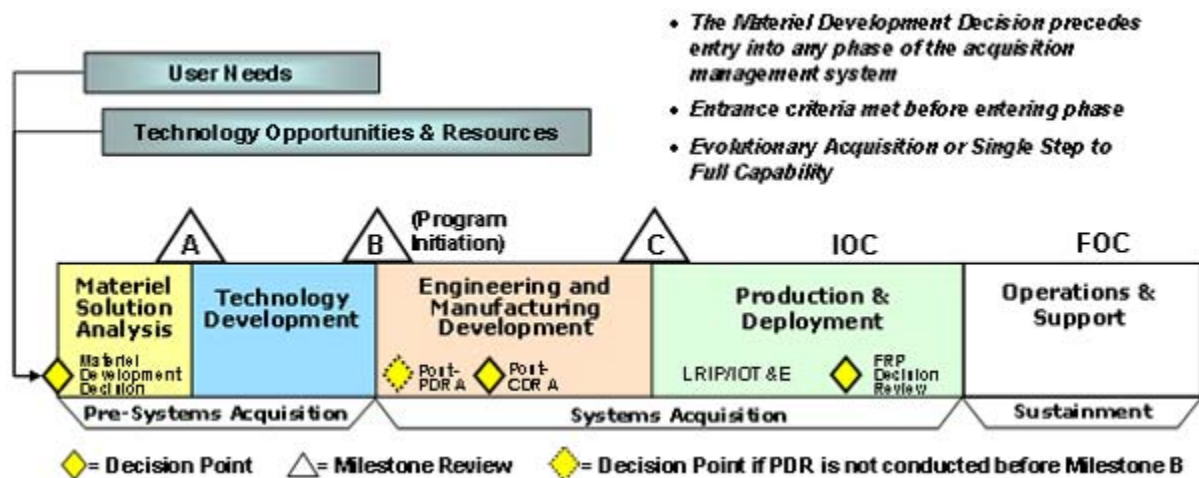 • The Materiel Development Decision precedes
entry into any phase of the acquisition
management system
• Entrance criteria met before entering phase
• Evolutionary Acquisition or Single Step to
Full Capability
User Needs
Technology Opportunities & Resources
A
B
(Program
Initiation)
C
IOC
FOC
Materiel
Solution
Analysis
Materiel
Development
Decision
Technology
Development
Engineering and
Manufacturing
Development
Post-
PDR A
Post-
CDR A
Production &
Deployment
LRIP/IOT&E
FRP
Decision
Review
Operations &
Support
Pre-Systems Acquisition
Systems Acquisition
Sustainment
= Decision Point
= Milestone Review
= Decision Point if PDR is not conducted before Milestone B